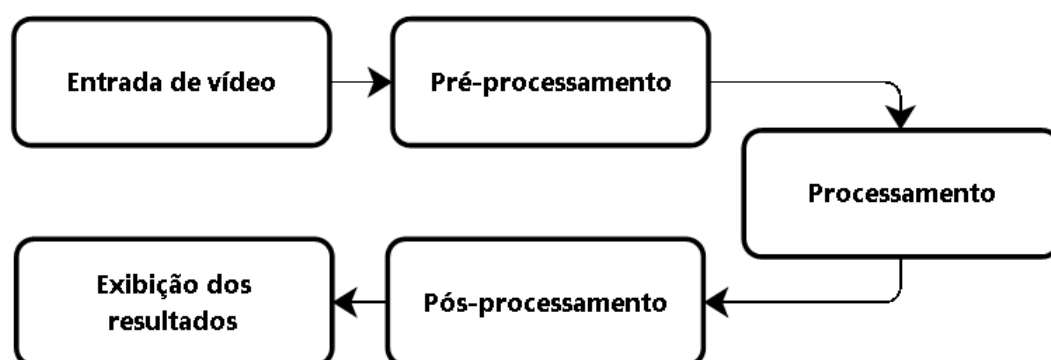 Entrada de vídeo
Pré-processamento
Processamento
Pós-processamento
Exibição dos
resultados